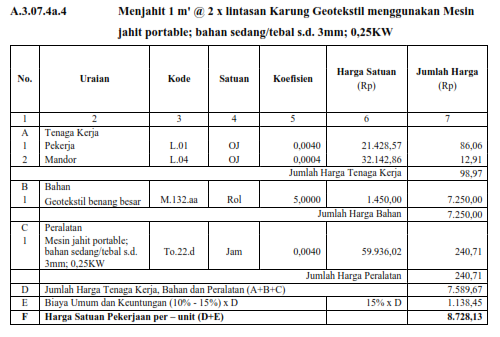 A.3.07.4a.4 Menjahit 1 m' @ 2 x lintasan Karung Geotekstil menggunakan Mesin
jahit portable; bahan sedang/tebal s.d. 3mm; 0,25KW
No. Uraian Kode Satuan Koefisien Harga Satuan (Rp) Jumlah Harga (Rp)
1 2 3 4 5 6 7
A Tenaga Kerja
1 Pekerja L.01 OJ 0,0040 21.428,57 86,06
2 Mandor L.04 OJ 0,0004 32.142,86 12,91
Jumlah Harga Tenaga Kerja 98,97
B Bahan
1 Geotekstil benang besar M.132.aa Rol 5,0000 1.450,00 7.250,00
Jumlah Harga Bahan 7.250,00
C Peralatan
1 Mesin jahit portable;
bahan sedang/tebal s.d. To.22.d Jam 0,0040 59.936,02 240,71
3mm; 0,25KW
Jumlah Harga Peralatan 240,71
D Jumlah Harga Tenaga Kerja, Bahan dan Peralatan (A+B+C) 7.589,67
E Biaya Umum dan Keuntungan (10% - 15%) x D 15% x D 1.138,45
F Harga Satuan Pekerjaan per – unit (D+E) 8.728,13